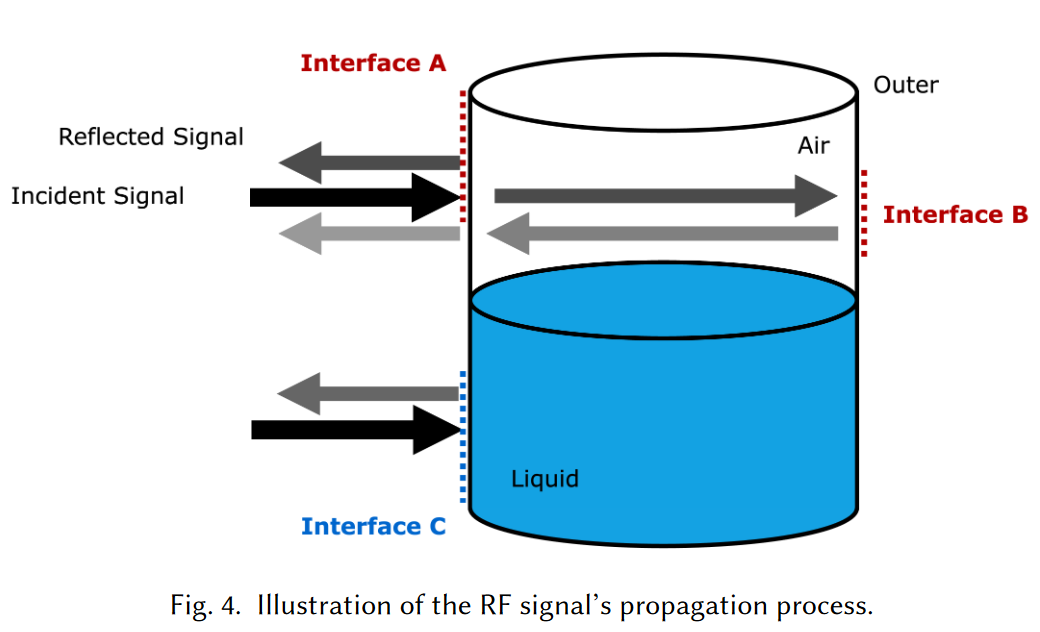 Interface A
Outer
Reflected Signal
Air
Incident Signal
Interface B
Liquid
Interface C
Fig. 4. Illustration of the RF signal’s propagation process.